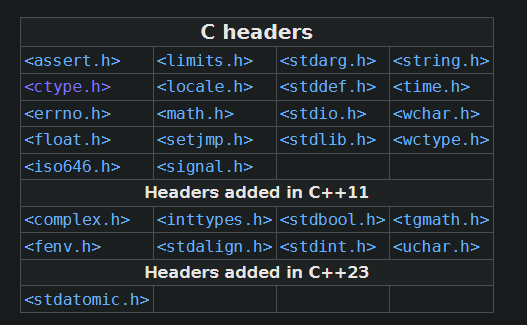 C headers
<assert.h> <limits.h> <stdarg.h> <string.h>
<ctype.h> <locale.h> <stddef.h> <time.h>
<errno.h> <math.h> <stdio.h> <wchar.h>
<float.h> <setjmp.h> <stdlib.h> <wctype.h>
<iso646.h> <signal.h>
Headers added in C++11
<complex.h> <inttypes.h> <stdbool.h> <tgmath.h>
<fenv.h> <stdalign.h> <stdint.h> <uchar.h>
Headers added in C++23
<stdatomic.h>